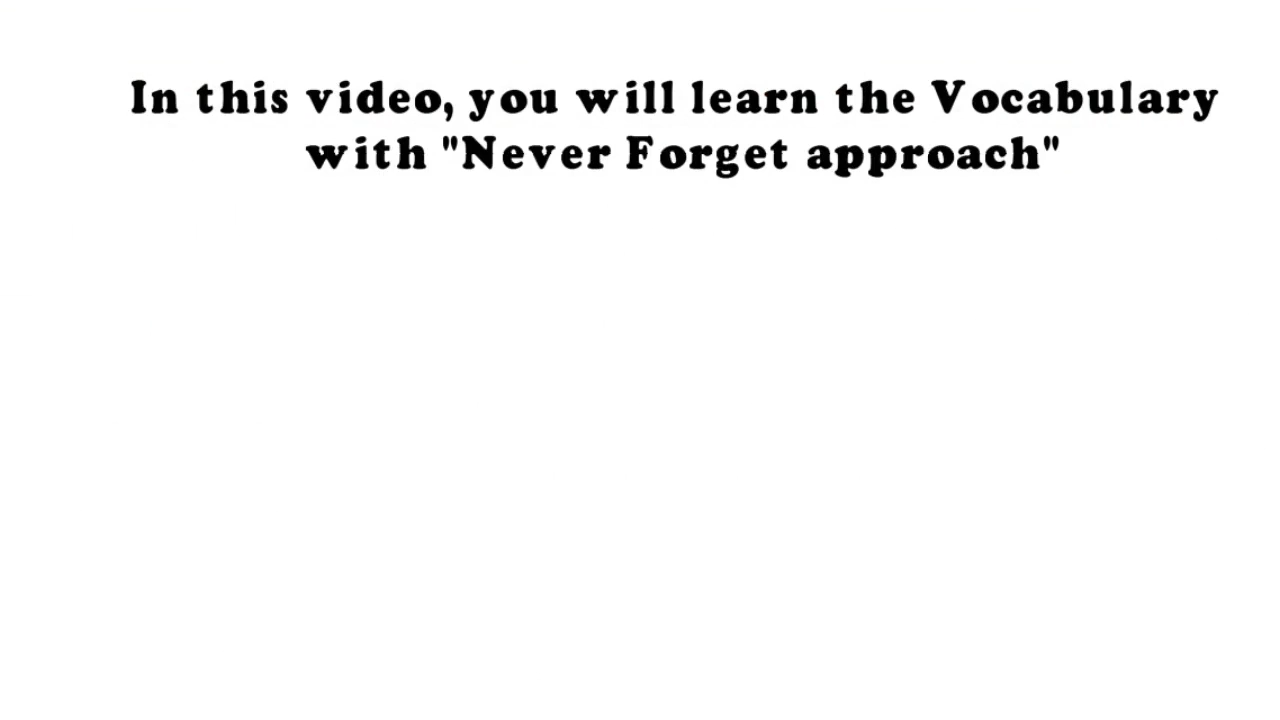 In this video, you will learn the Vocabulary
with "Never Forget approach"